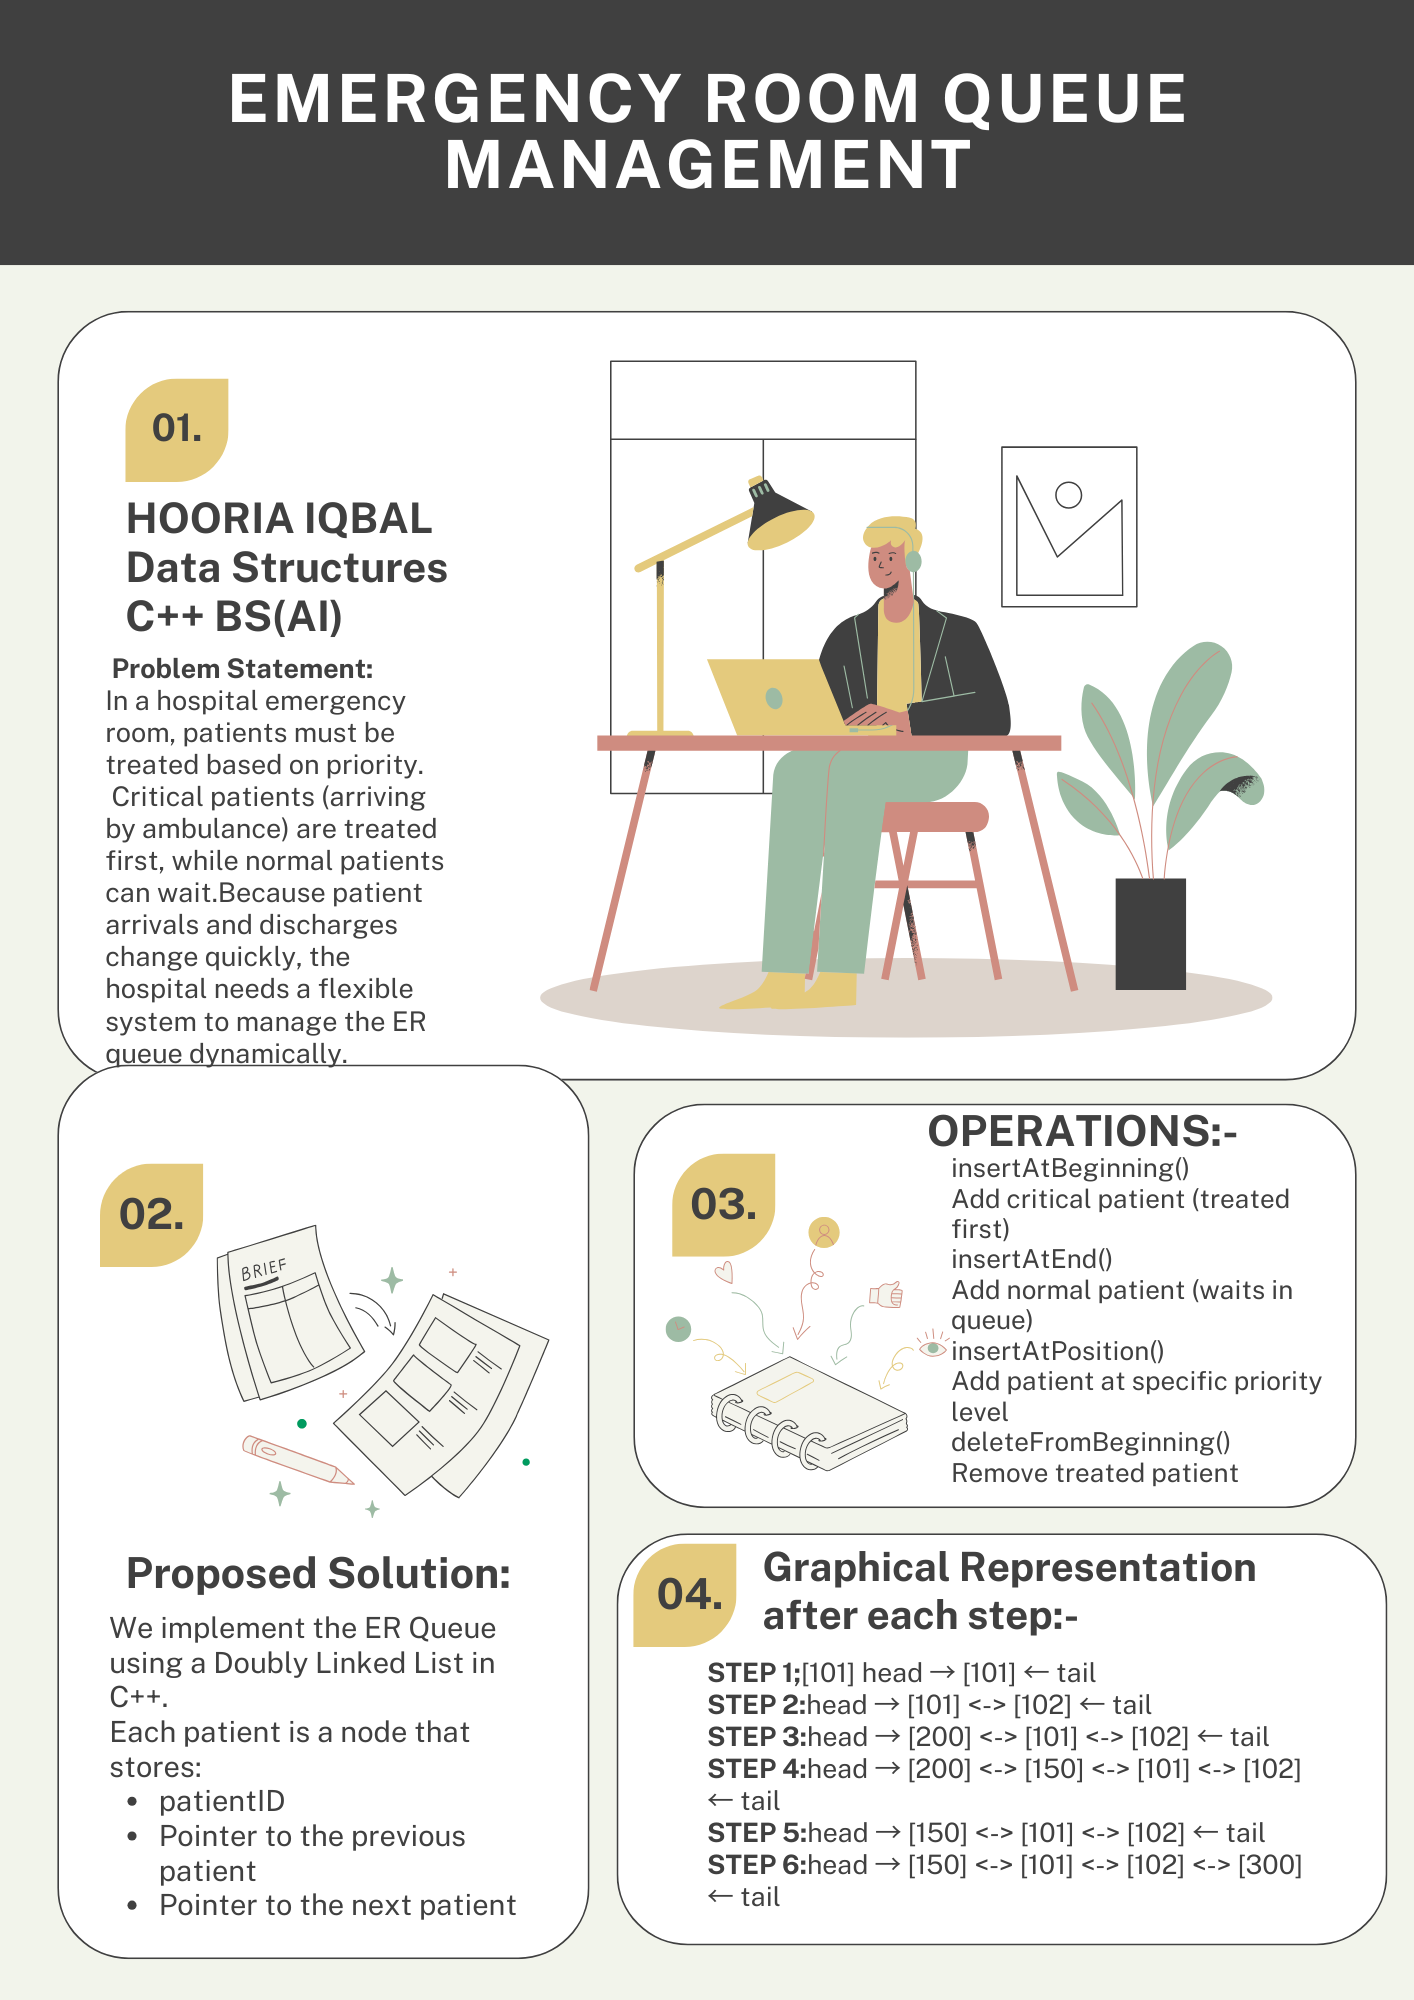 EMERGENCY ROOM QUEUE
MANAGEMENT
01.
HOORIA IQBAL
Data Structures
C++ BS(AI)
Problem Statement:
In a hospital emergency
room, patients must be
treated based on priority.
Critical patients (arriving
by ambulance) are treated
first, while normal patients
can wait.Because patient
arrivals and discharges
change quickly, the
hospital needs a flexible
system to manage the ER
queue dynamically.
02.
BRIEF
Proposed Solution:
We implement the ER Queue
using a Doubly Linked List in
C++.
Each patient is a node that
stores:
• patientID
• Pointer to the previous
patient
• Pointer to the next patient
03.
OPERATIONS:-
insertAtBeginning()
Add critical patient (treated
first)
insertAtEnd()
Add normal patient (waits in
queue)
insertAtPosition()
Add patient at specific priority
level
deleteFromBeginning()
Remove treated patient
04.
Graphical Representation
after each step:-
STEP 1;[101] head → [101] ← tail
STEP 2:head → [101] <-> [102] ← tail
STEP 3:head → [200] <-> [101] <-> [102] ← tail
STEP 4:head → [200] <-> [150] <-> [101] <-> [102]
← tail
STEP 5:head → [150] <-> [101] <-> [102] ← tail
STEP 6:head → [150] <-> [101] <-> [102] <-> [300]
← tail